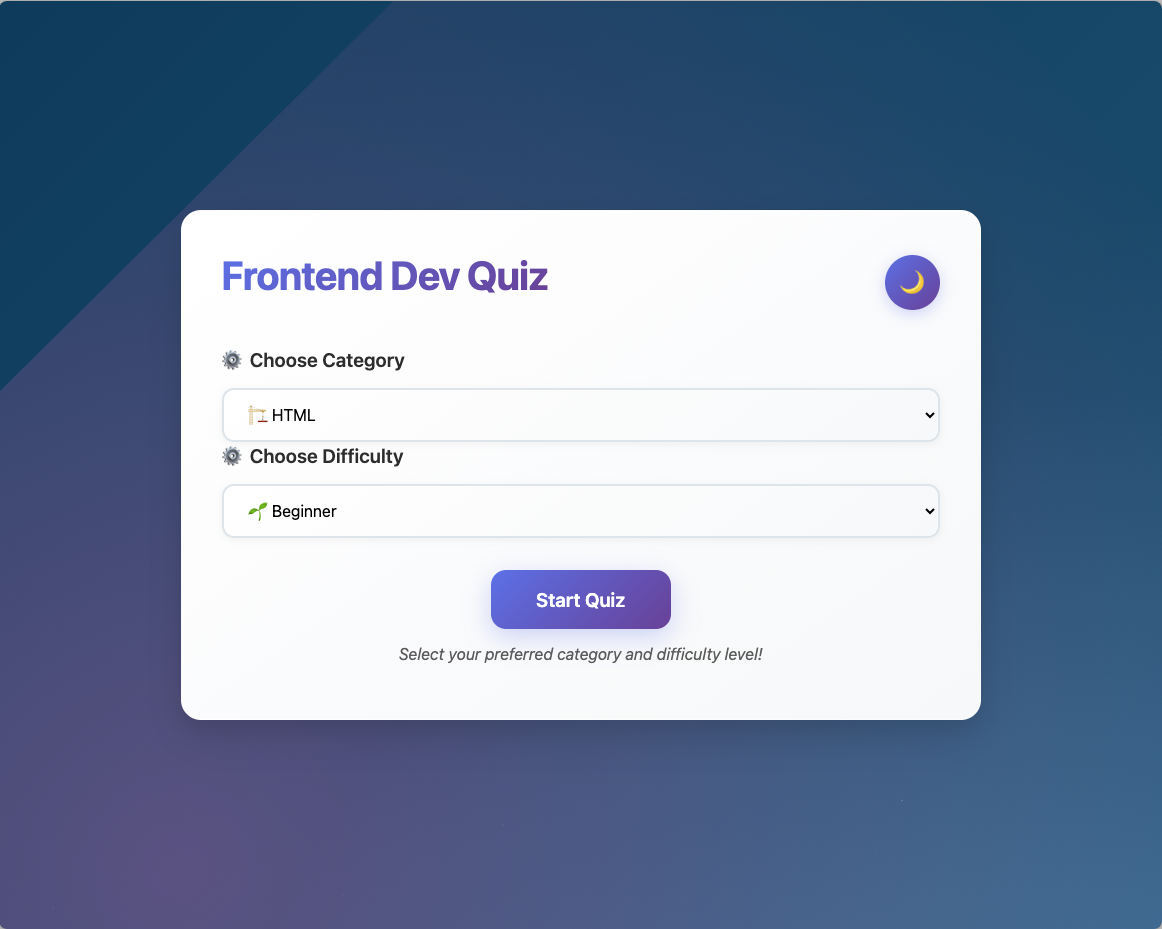 Frontend Dev Quiz
Choose Category
HTML
Choose Difficulty
Beginner
Start Quiz
Select your preferred category and difficulty level!